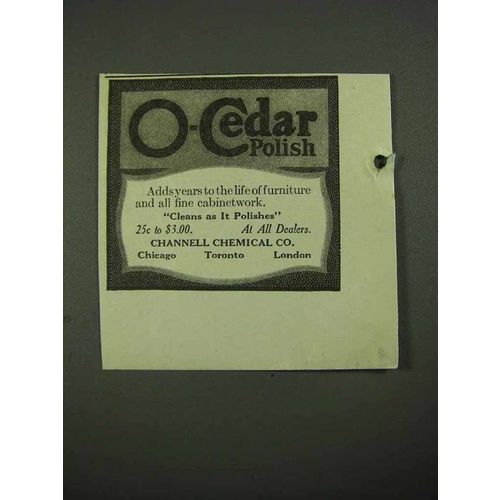 O-Cedar
Polish
Adds years to the life of furniture
and all fine cabinetwork.
"Cleans as It Polishes"
25c to $3.00. At All Dealers.
CHANNELL CHEMICAL CO.
Chicago Toronto London